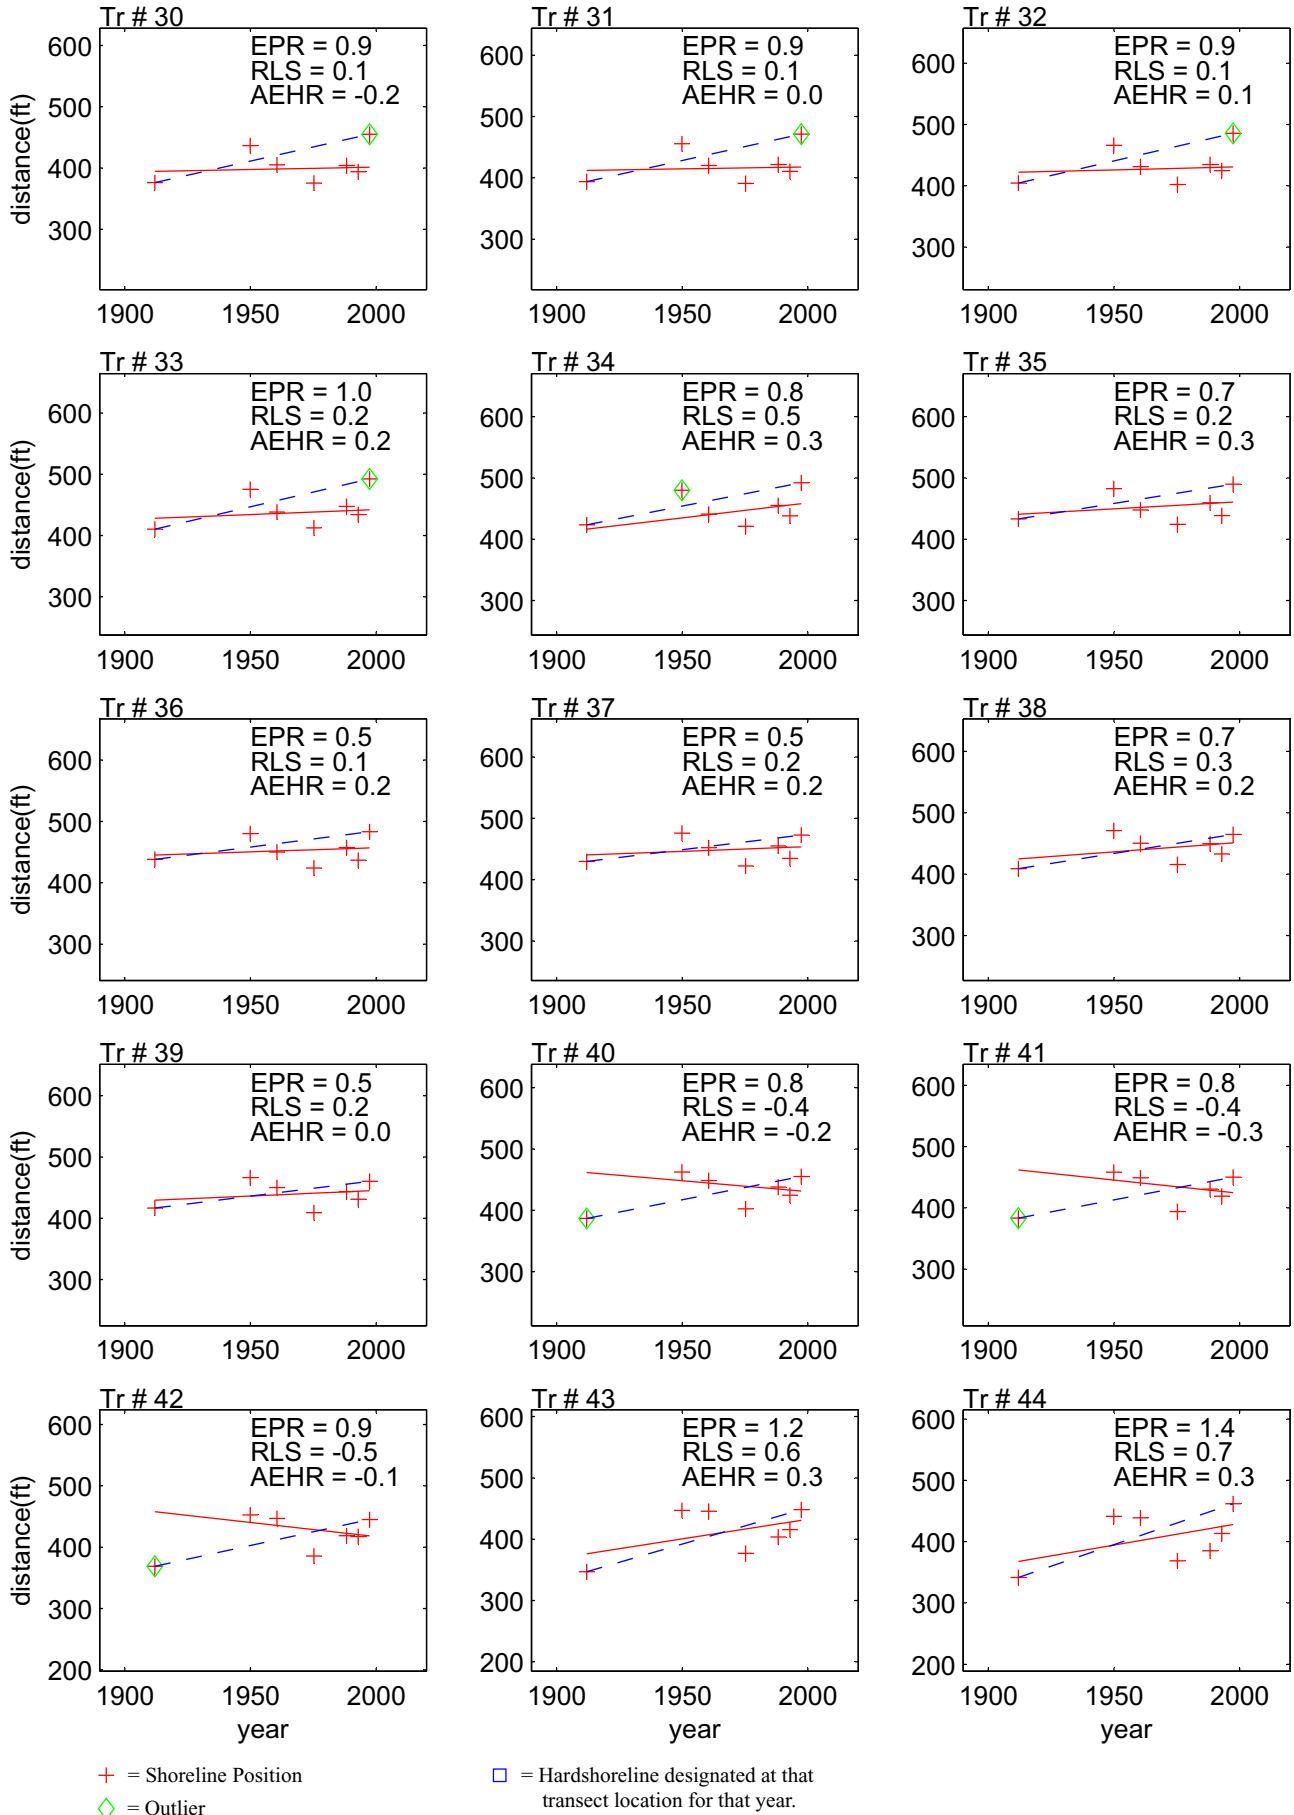 Tr # 30
EPR = 0.9
RLS = 0.1
AEHR = -0.2
600
500
400
300
distance(ft)
1900 1950 2000
Tr # 31
EPR = 0.9
RLS = 0.1
AEHR = 0.0
600
500
400
300
1900 1950 2000
Tr # 32
EPR = 0.9
RLS = 0.1
AEHR = 0.1
600
500
400
300
1900 1950 2000
Tr # 33
EPR = 1.0
RLS = 0.2
AEHR = 0.2
600
500
400
300
distance(ft)
1900 1950 2000
Tr # 34
EPR = 0.8
RLS = 0.5
AEHR = 0.3
600
500
400
300
1900 1950 2000
Tr # 35
EPR = 0.7
RLS = 0.2
AEHR = 0.3
600
500
400
300
1900 1950 2000
Tr # 36
EPR = 0.5
RLS = 0.1
AEHR = 0.2
600
500
400
300
distance(ft)
1900 1950 2000
Tr # 37
EPR = 0.5
RLS = 0.2
AEHR = 0.2
600
500
400
300
1900 1950 2000
Tr # 38
EPR = 0.7
RLS = 0.3
AEHR = 0.2
600
500
400
300
1900 1950 2000
Tr # 39
EPR = 0.5
RLS = 0.2
AEHR = 0.0
600
500
400
300
distance(ft)
1900 1950 2000
Tr # 40
EPR = 0.8
RLS = -0.4
AEHR = -0.2
600
500
400
300
1900 1950 2000
Tr # 41
EPR = 0.8
RLS = -0.4
AEHR = -0.3
600
500
400
300
1900 1950 2000
Tr # 42
EPR = 0.9
RLS = -0.5
AEHR = -0.1
600
500
400
300
200
distance(ft)
1900 1950 2000
year
Tr # 43
EPR = 1.2
RLS = 0.6
AEHR = 0.3
600
500
400
300
200
1900 1950 2000
year
Tr # 44
EPR = 1.4
RLS = 0.7
AEHR = 0.3
600
500
400
300
200
1900 1950 2000
year
= Shoreline Position
= Outlier
= Hardshoreline designated at that
transect location for that year.